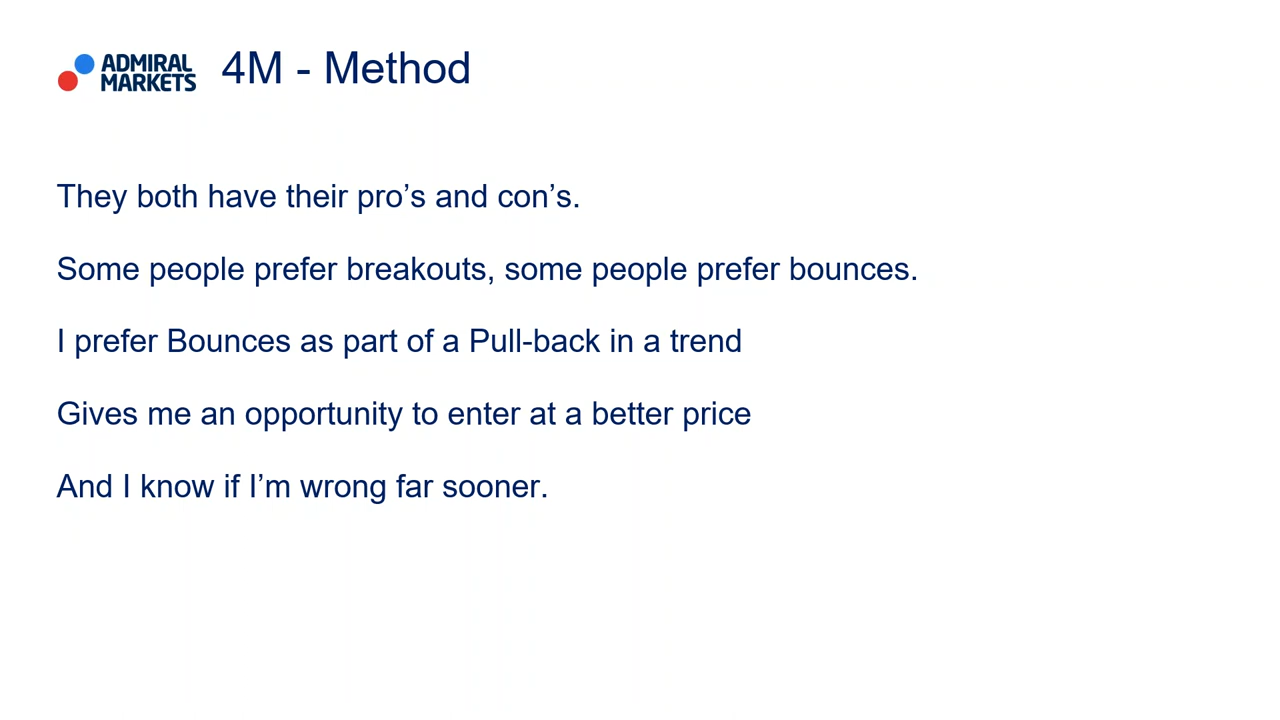 ADMIRAL
MARKETS
4M - Method
They both have their pro’s and con’s.
Some people prefer breakouts, some people prefer bounces.
I prefer Bounces as part of a Pull-back in a trend
Gives me an opportunity to enter at a better price
And I know if I’m wrong far sooner.